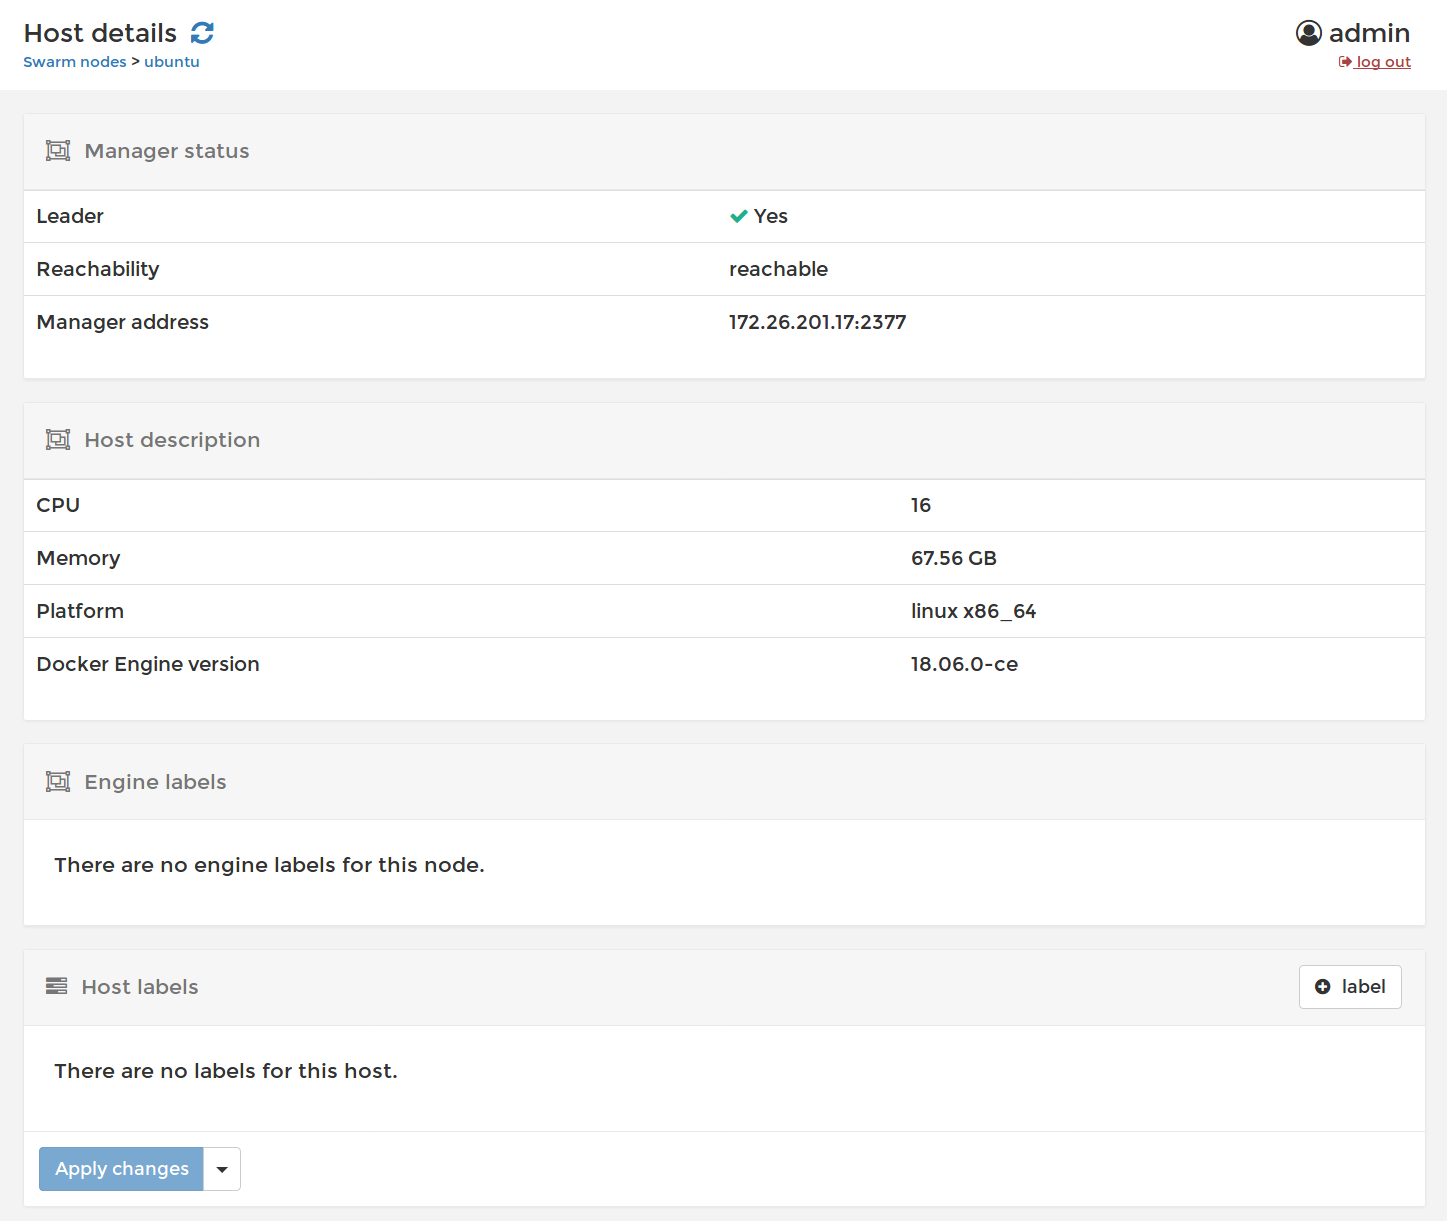 Host details
admin
Swarm nodes > ubuntu
log out
Manager status
Leader Yes
Reachability reachable
Manager address 172.26.201.17:2377
Host description
CPU 16
Memory 67.56 GB
Platform linux x86_64
Docker Engine version 18.06.0-ce
Engine labels
There are no engine labels for this node.
Host labels
label
There are no labels for this host.
Apply changes